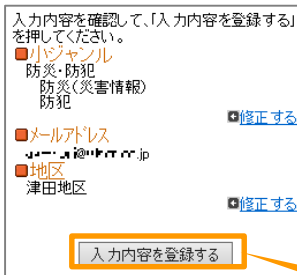 入力内容を確認して、「入力内容を登録する」
を押してください。
小ジャンル
防災・防犯
防災(災害情報)
防犯
修正する
メールアドレス
.jp
地区
津田地区
修正する
入力内容を登録する